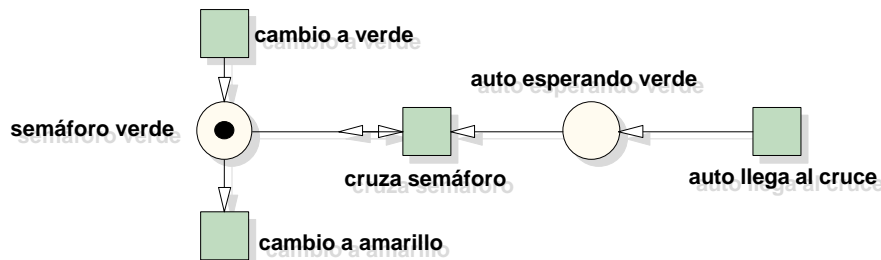 cambio a verde
auto esperando verde
semáforo verde
cruza semáforo
auto llega al cruce
cambio a amarillo